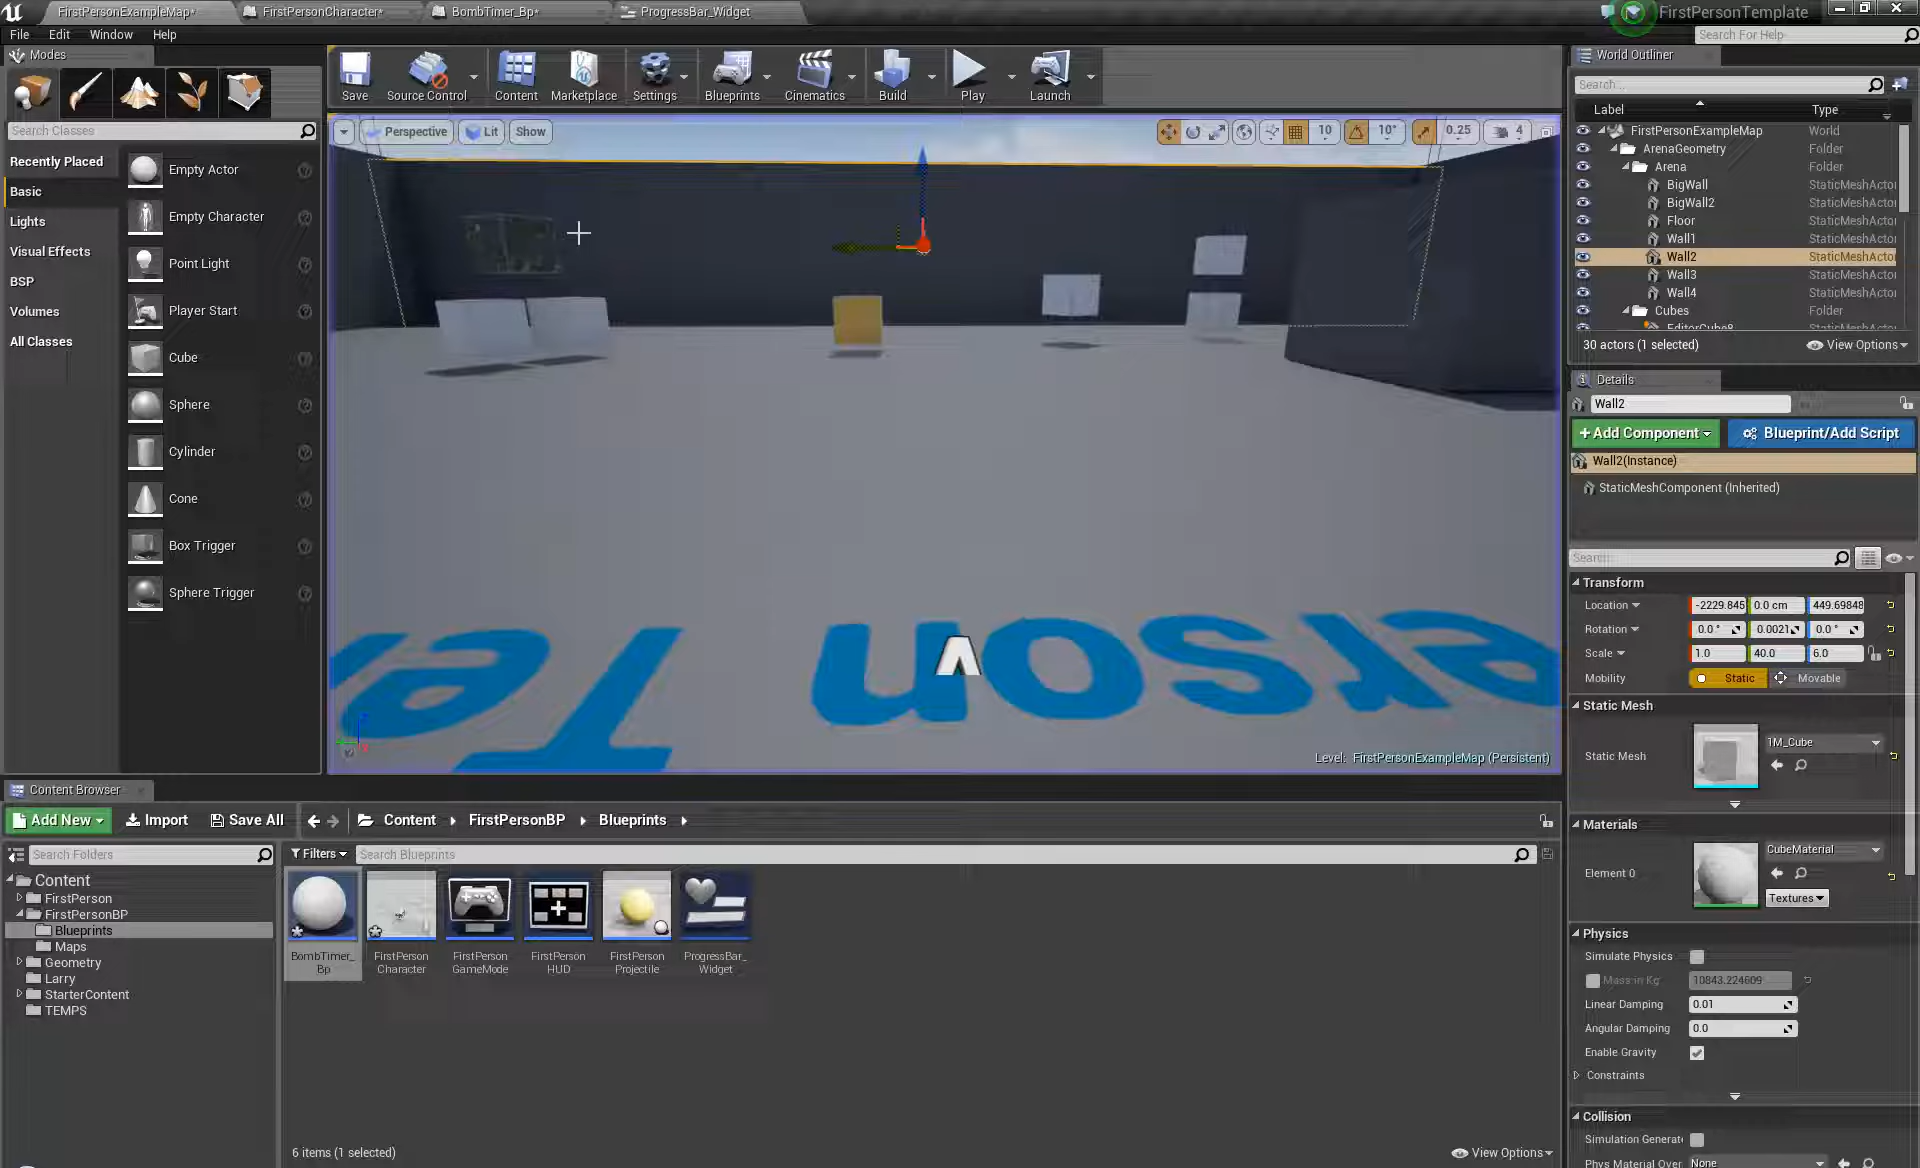 FirstPersonExampleMap*
FirstPersonCharacter*
BombTimer_Bp*
ProgressBar_Widget
FirstPersonTemplate
File
Edit
Window
Help
Search For Help
Modes
Search Classes
Recently Placed
Basic
Lights
Visual Effects
BSP
Volumes
All Classes
Empty Actor
Empty Character
Point Light
Player Start
Cube
Sphere
Cylinder
Cone
Box Trigger
Sphere Trigger
Save
Source Control
Content
Marketplace
Settings
Blueprints
Cinematics
Build
Play
Launch
Perspective
Lit
Show
10
10°
0.25
4
Level: FirstPersonExampleMap (Persistent)
World Outliner
Search...
Label
Type
FirstPersonExampleMap World
ArenaGeometry Folder
Arena Folder
BigWall StaticMeshActor
BigWall2 StaticMeshActor
Floor StaticMeshActor
Wall1 StaticMeshActor
Wall2 StaticMeshActor
Wall3 StaticMeshActor
Wall4 StaticMeshActor
Cubes Folder
EditorCube8
30 actors (1 selected)
View Options
Details
Wall2
+ Add Component
Blueprint/Add Script
Wall2(Instance)
StaticMeshComponent (Inherited)
Search
Transform
Location -2229.845 0.0 cm 449.69848
Rotation 0.0 ° 0.0021 0.0 °
Scale 1.0 40.0 6.0
Mobility Static Movable
Static Mesh
Static Mesh
1M_Cube
Materials
Element 0
CubeMaterial
Textures
Physics
Simulate Physics
Mass in Kg 10843.224609
Linear Damping 0.01
Angular Damping 0.0
Enable Gravity
Constraints
Collision
Simulation Generat
Phys Material Over None
Content Browser
Add New
Import
Save All
Content
FirstPersonBP
Blueprints
Search Folders
Filters
Search Blueprints
Content
FirstPerson
FirstPersonBP
Blueprints
Maps
Geometry
Larry
StarterContent
TEMPS
BombTimer_
Bp
FirstPerson
Character
FirstPerson
GameMode
FirstPerson
HUD
FirstPerson
Projectile
ProgressBar_
Widget
6 items (1 selected)
View Options